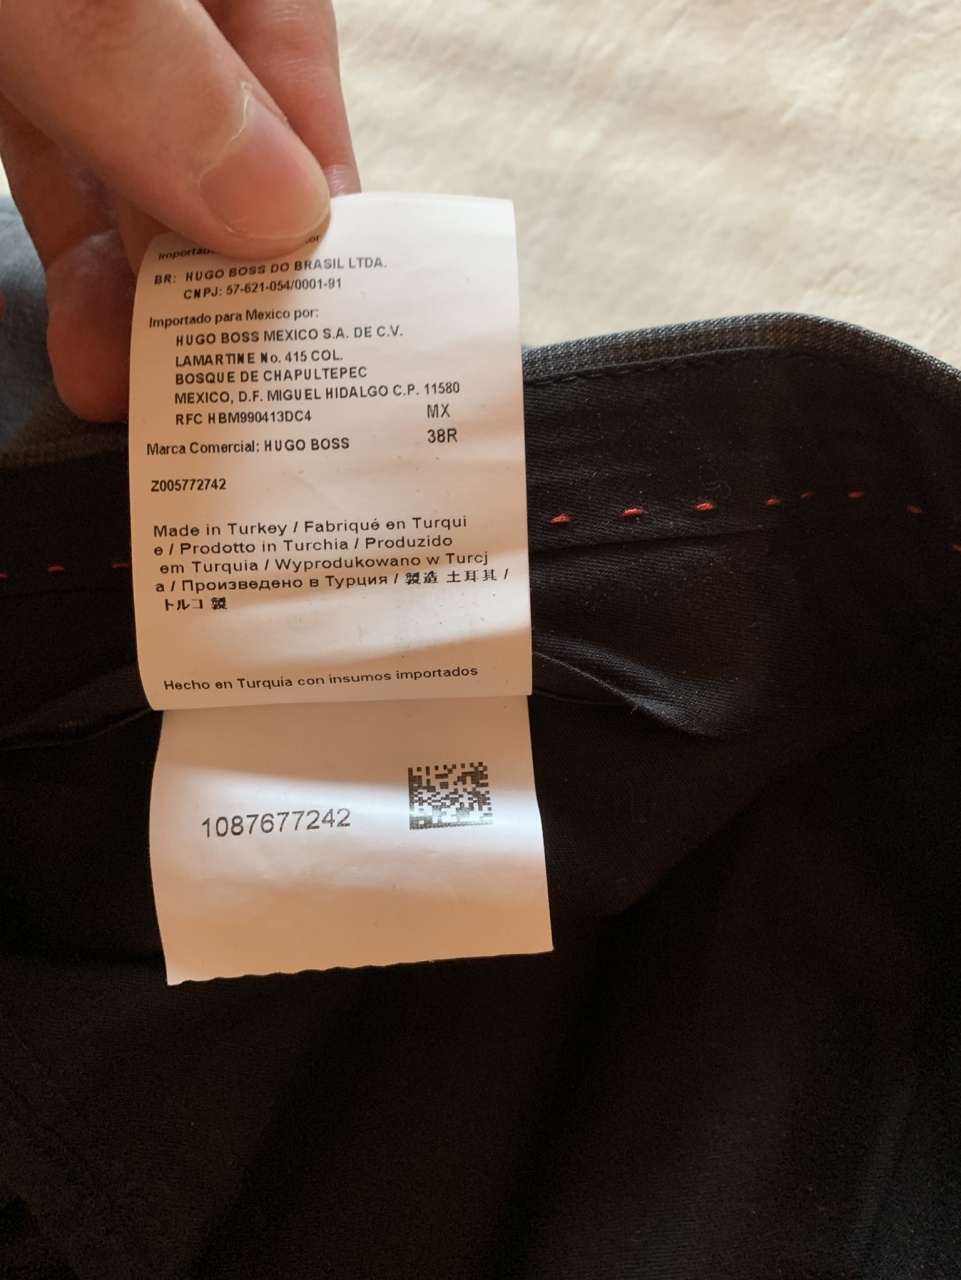 BR: HUGO BOSS DO BRASIL LTDA.
CNPJ: 57-621-054/0001-91
Importado para Mexico por:
HUGO BOSS MEXICO S.A. DE C.V.
LAMARTINE No. 415 COL.
BOSQUE DE CHAPULTEPEC
MEXICO, D.F. MIGUEL HIDALGO C.P. 11580
RFC HBM990413DC4 MX
Marca Comercial: HUGO BOSS 38R
Z005772742
Made in Turkey / Fabriqué en Turqui
e / Prodotto in Turchia / Produzido
em Turquia / Wyprodukowano w Turcj
a / Произведено в Турция / 製造 土耳其 /
トルコ 製
Hecho en Turquia con insumos importados
1087677242